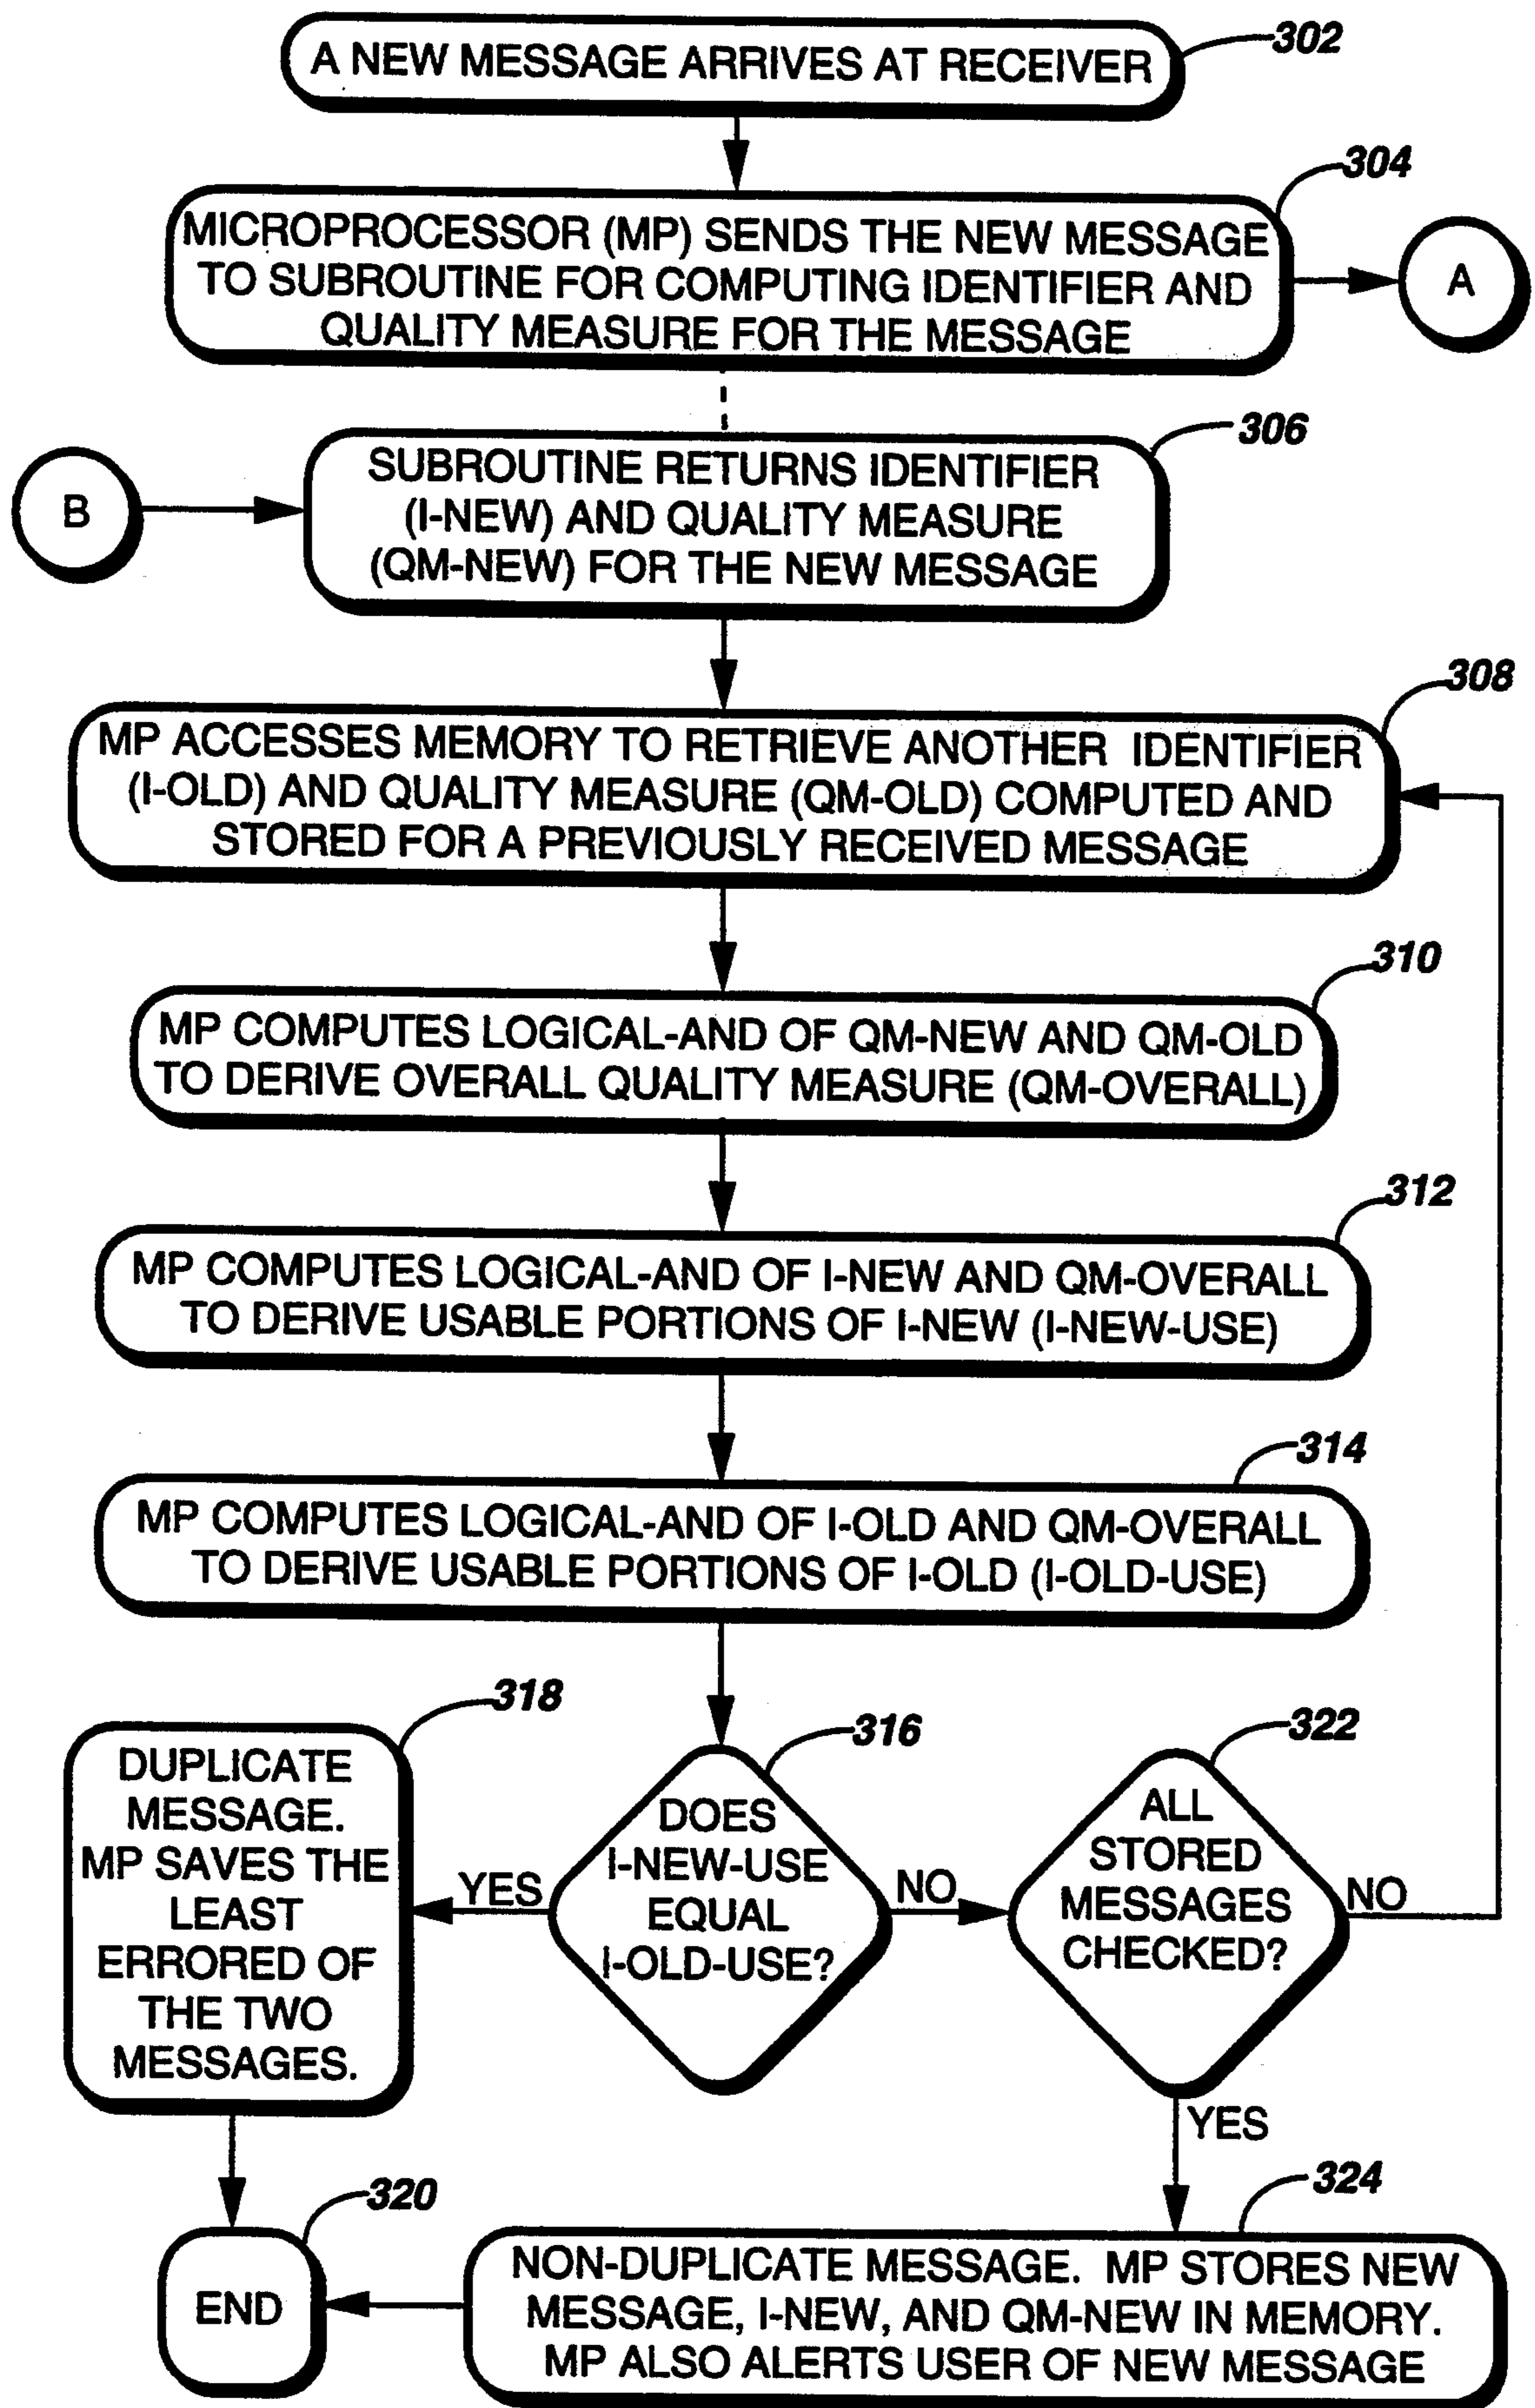 302
A NEW MESSAGE ARRIVES AT RECEIVER
304
MICROPROCESSOR (MP) SENDS THE NEW MESSAGE
TO SUBROUTINE FOR COMPUTING IDENTIFIER AND
QUALITY MEASURE FOR THE MESSAGE
A
306
B
SUBROUTINE RETURNS IDENTIFIER
(I-NEW) AND QUALITY MEASURE
(QM-NEW) FOR THE NEW MESSAGE
308
MP ACCESSES MEMORY TO RETRIEVE ANOTHER IDENTIFIER
(I-OLD) AND QUALITY MEASURE (QM-OLD) COMPUTED AND
STORED FOR A PREVIOUSLY RECEIVED MESSAGE
310
MP COMPUTES LOGICAL-AND OF QM-NEW AND QM-OLD
TO DERIVE OVERALL QUALITY MEASURE (QM-OVERALL)
312
MP COMPUTES LOGICAL-AND OF I-NEW AND QM-OVERALL
TO DERIVE USABLE PORTIONS OF I-NEW (I-NEW-USE)
314
MP COMPUTES LOGICAL-AND OF I-OLD AND QM-OVERALL
TO DERIVE USABLE PORTIONS OF I-OLD (I-OLD-USE)
318
DUPLICATE
MESSAGE.
MP SAVES THE
LEAST
ERRORED OF
THE TWO
MESSAGES.
YES
316
DOES
I-NEW-USE
EQUAL
I-OLD-USE?
NO
322
ALL
STORED
MESSAGES
CHECKED?
NO
YES
320
END
324
NON-DUPLICATE MESSAGE. MP STORES NEW
MESSAGE, I-NEW, AND QM-NEW IN MEMORY.
MP ALSO ALERTS USER OF NEW MESSAGE